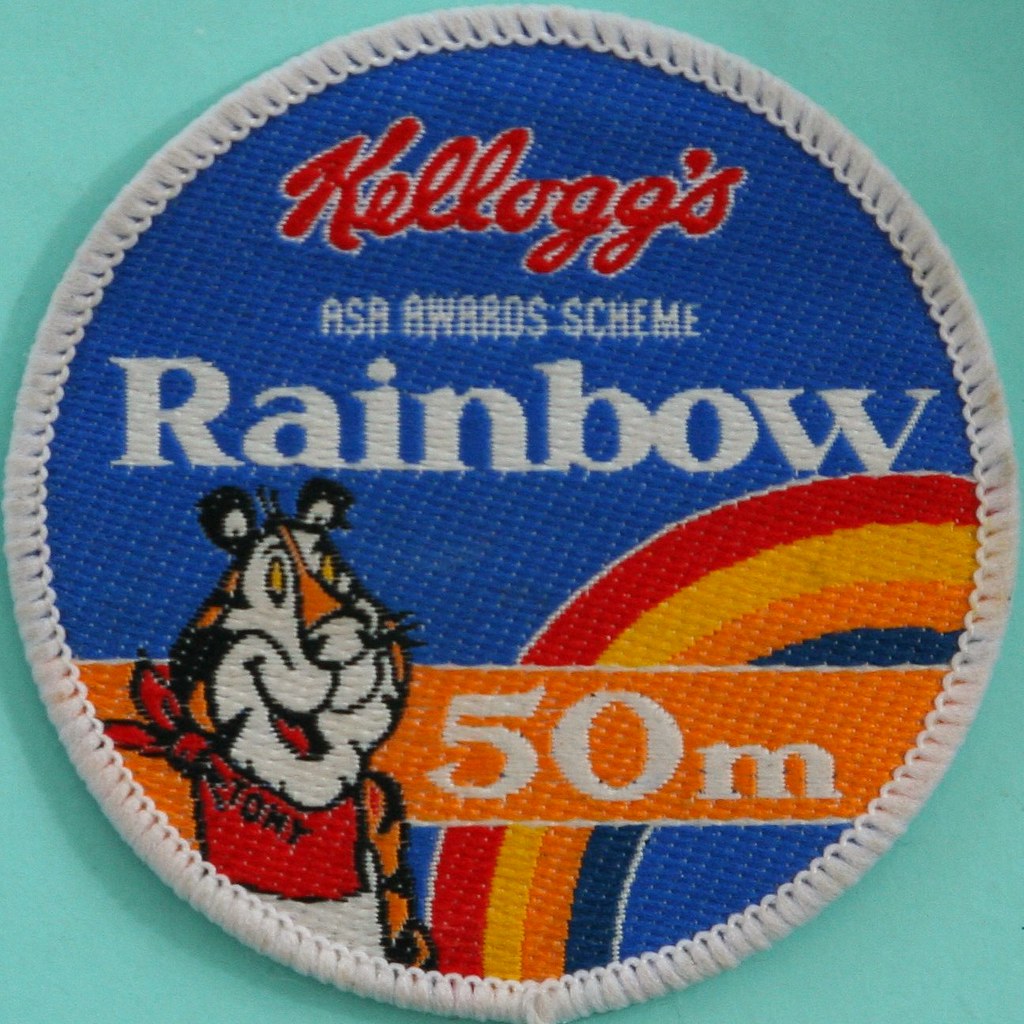 Kellogg's
ASA AWARDS SCHEME
Rainbow
50m
TONY